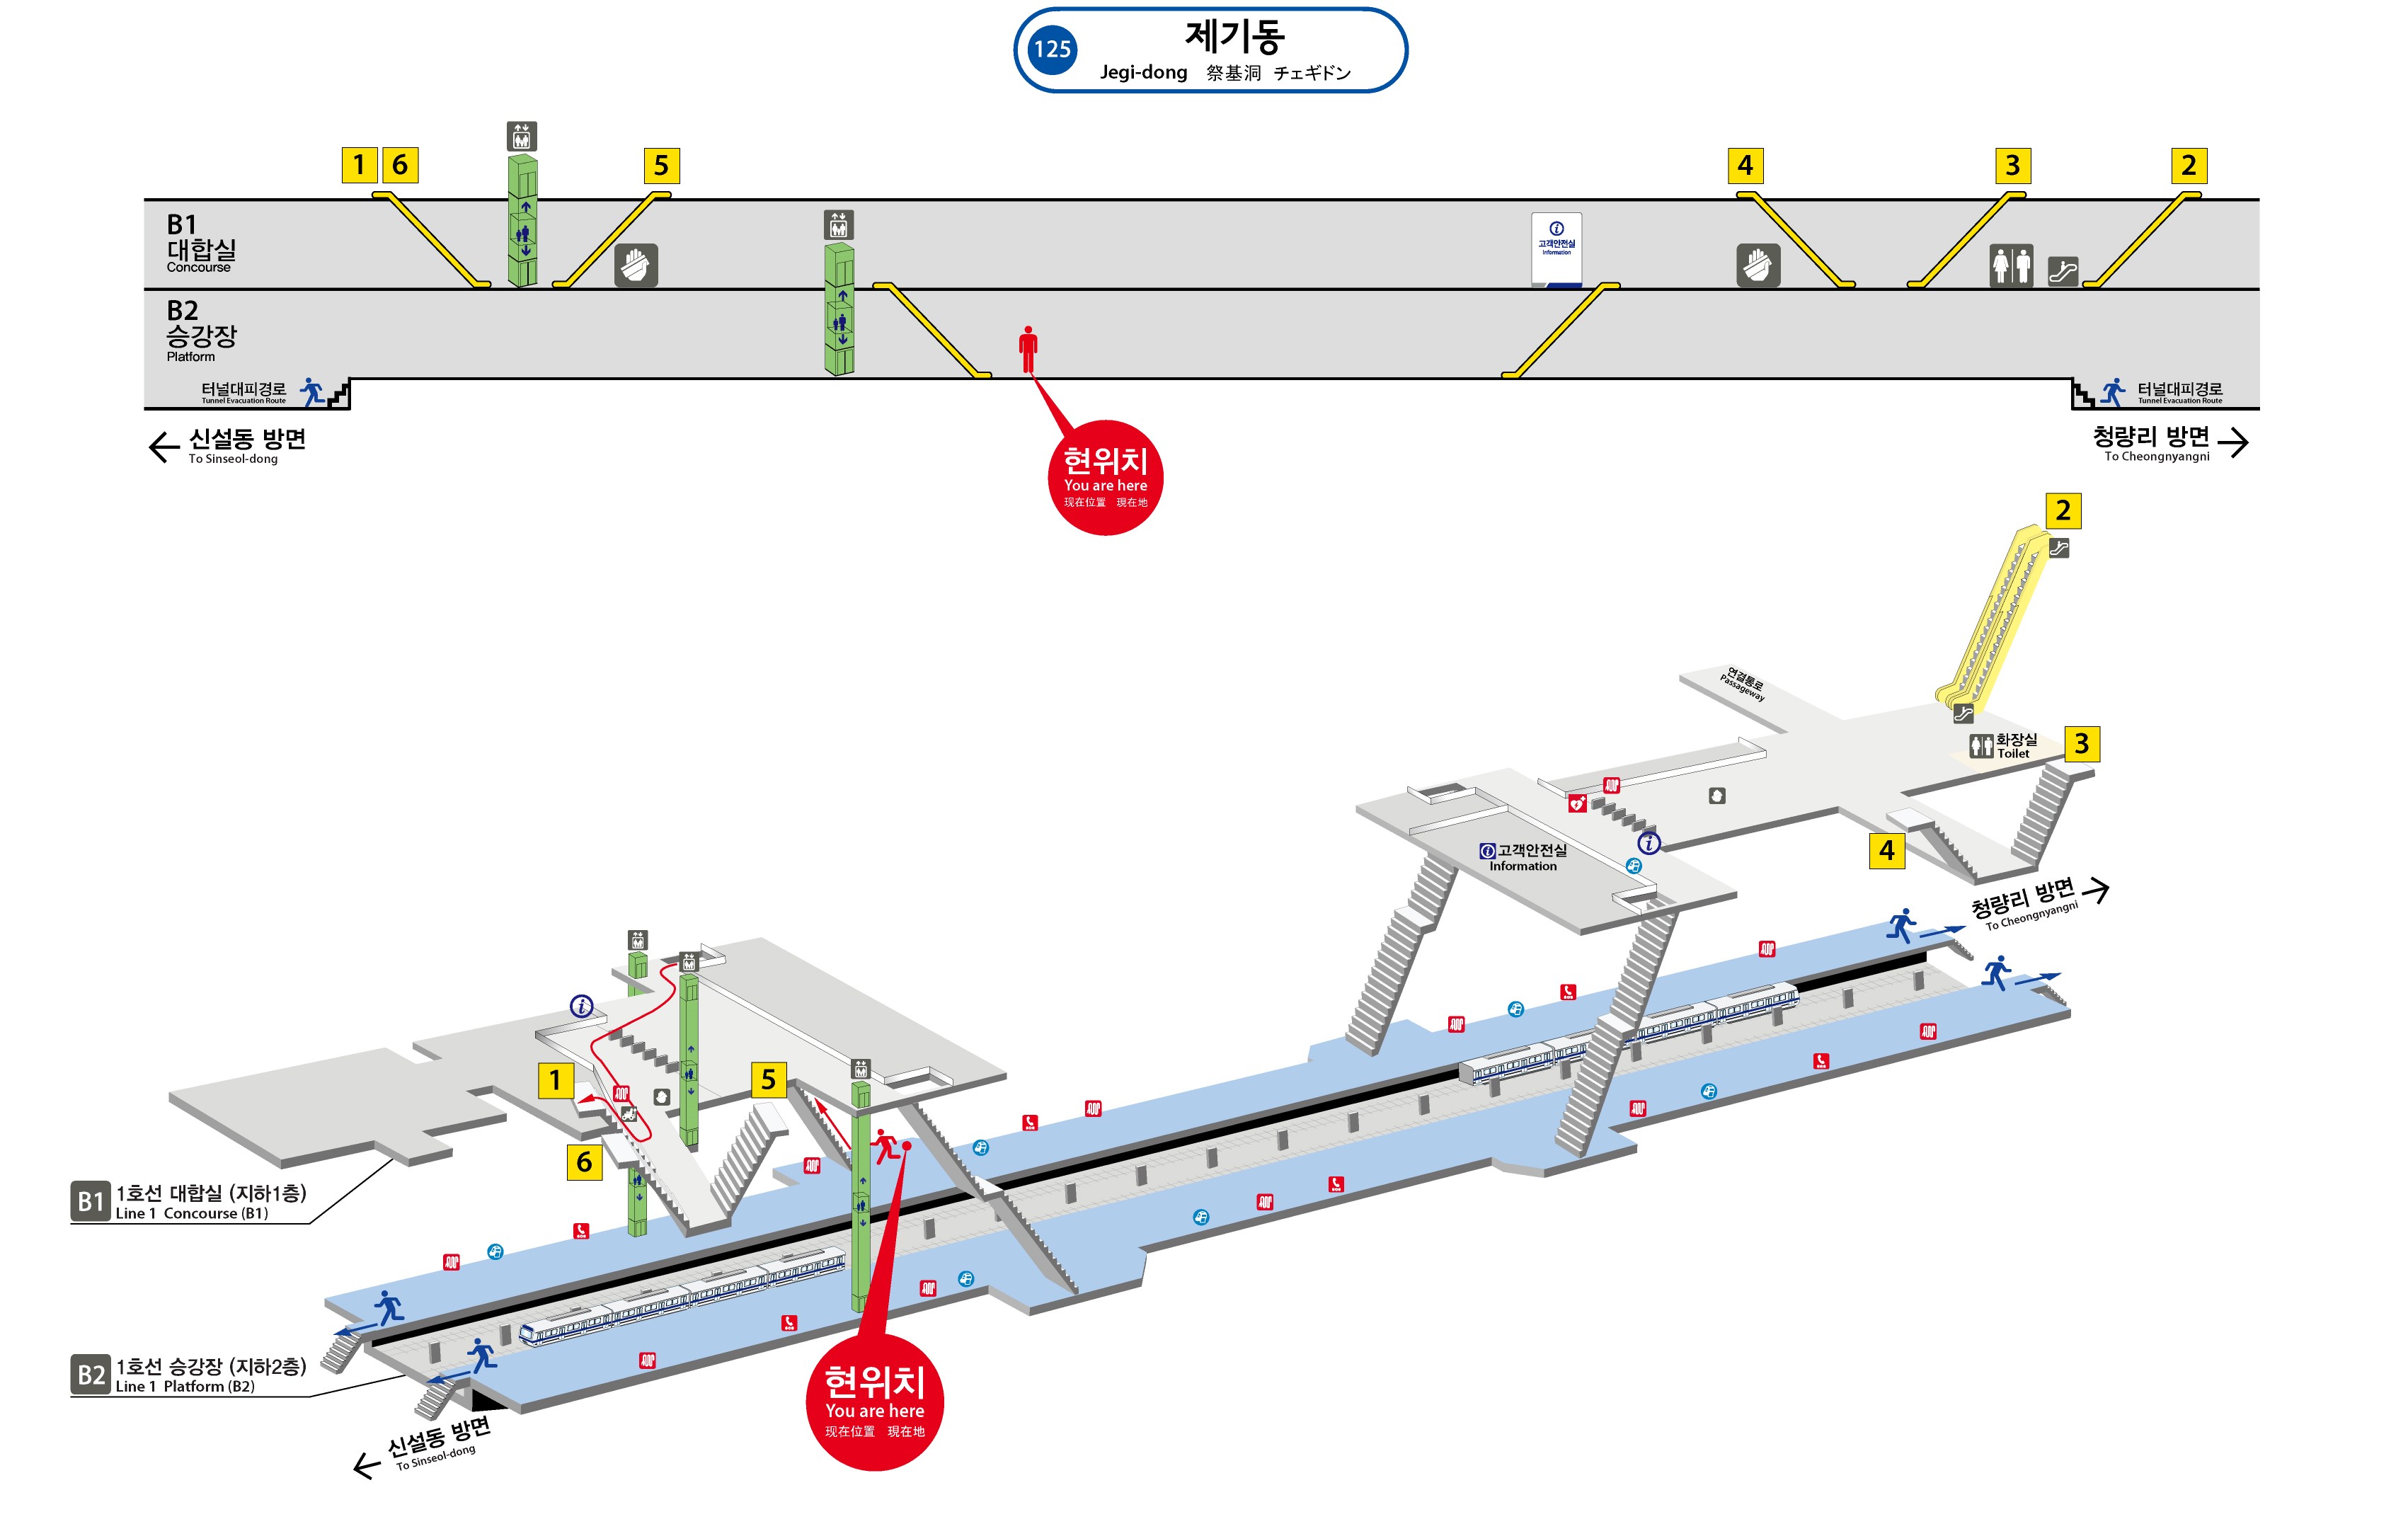 125
제기동
Jegi-dong 祭基洞 チェギドン
1 6
5
4
3
2
B1
대합실
Concourse
고객안전실
Information
B2
승강장
Platform
터널대피경로
Tunnel Evacuation Route
터널대피경로
Tunnel Evacuation Route
신설동 방면
To Sinseol-dong
청량리 방면
To Cheongnyangni
현위치
You are here
现在位置 現在地
2
연결통로
Passageway
화장실
Toilet
3
고객안전실
Information
4
청량리 방면
To Cheongnyangni
1
5
6
B1 1호선 대합실 (지하1층)
Line 1 Concourse (B1)
B2 1호선 승강장 (지하2층)
Line 1 Platform (B2)
현위치
You are here
现在位置 現在地
신설동 방면
To Sinseol-dong